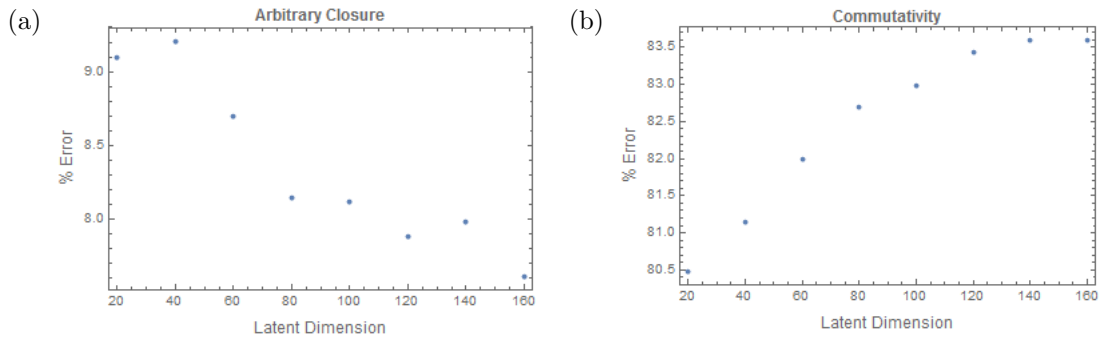 (a)
Arbitrary Closure
% Error
9.0
8.5
8.0
20 40 60 80 100 120 140 160
Latent Dimension
(b)
Commutativity
% Error
83.5
83.0
82.5
82.0
81.5
81.0
80.5
20 40 60 80 100 120 140 160
Latent Dimension